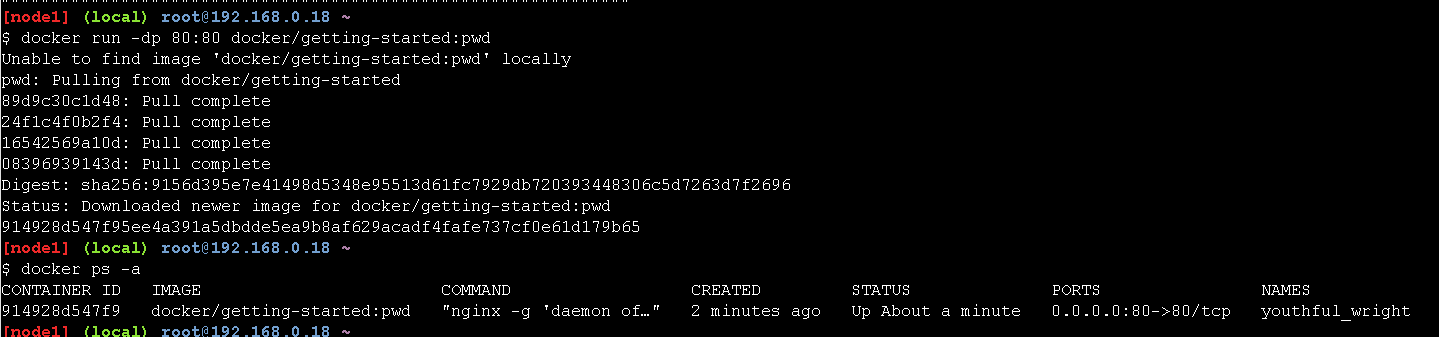 [node1] (local) root@192.168.0.18 ~
$ docker run -dp 80:80 docker/getting-started:pwd
Unable to find image 'docker/getting-started:pwd' locally
pwd: Pulling from docker/getting-started
89d9c30c1d48: Pull complete
24f1c4f0b2f4: Pull complete
16542569a10d: Pull complete
08396939143d: Pull complete
Digest: sha256:9156d395e7e41498d5348e95513d61fc7929db720393448306c5d7263d7f2696
Status: Downloaded newer image for docker/getting-started:pwd
914928d547f95ee4a391a5dbdde5ea9b8af629acadf4fafe737cf0e61d179b65
[node1] (local) root@192.168.0.18 ~
$ docker ps -a
CONTAINER ID   IMAGE                        COMMAND                  CREATED         STATUS              PORTS                NAMES
914928d547f9   docker/getting-started:pwd   "nginx -g 'daemon of…"   2 minutes ago   Up About a minute   0.0.0.0:80->80/tcp   youthful_wright
[node1] (local) root@192.168.0.18 ~